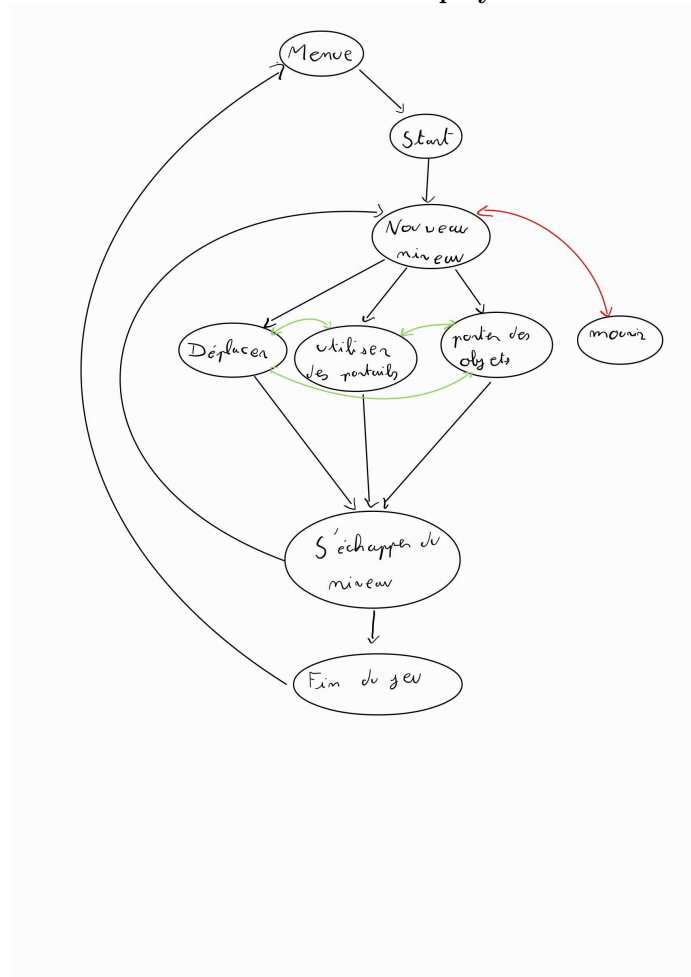 Menue
Start
Nouveau
niveau
Déplacer
utiliser
des portails
porter des
objets
mourir
S'échapper du
niveau
Fin du jeu